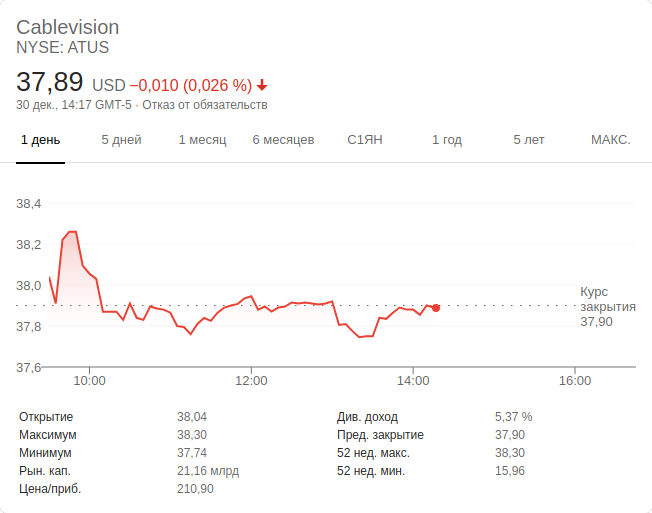 Cablevision
NYSE: ATUS
37,89 USD −0,010 (0,026 %)
30 дек., 14:17 GMT-5 · Отказ от обязательств
1 день 5 дней 1 месяц 6 месяцев С1ЯН 1 год 5 лет МАКС.
38,4
38,2
38,0
37,8
37,6
Курс
закрытия
37,90
10:00 12:00 14:00 16:00
Открытие 38,04
Максимум 38,30
Минимум 37,74
Рын. кап. 21,16 млрд
Цена/приб. 210,90
Див. доход 5,37 %
Пред. закрытие 37,90
52 нед. макс. 38,30
52 нед. мин. 15,96